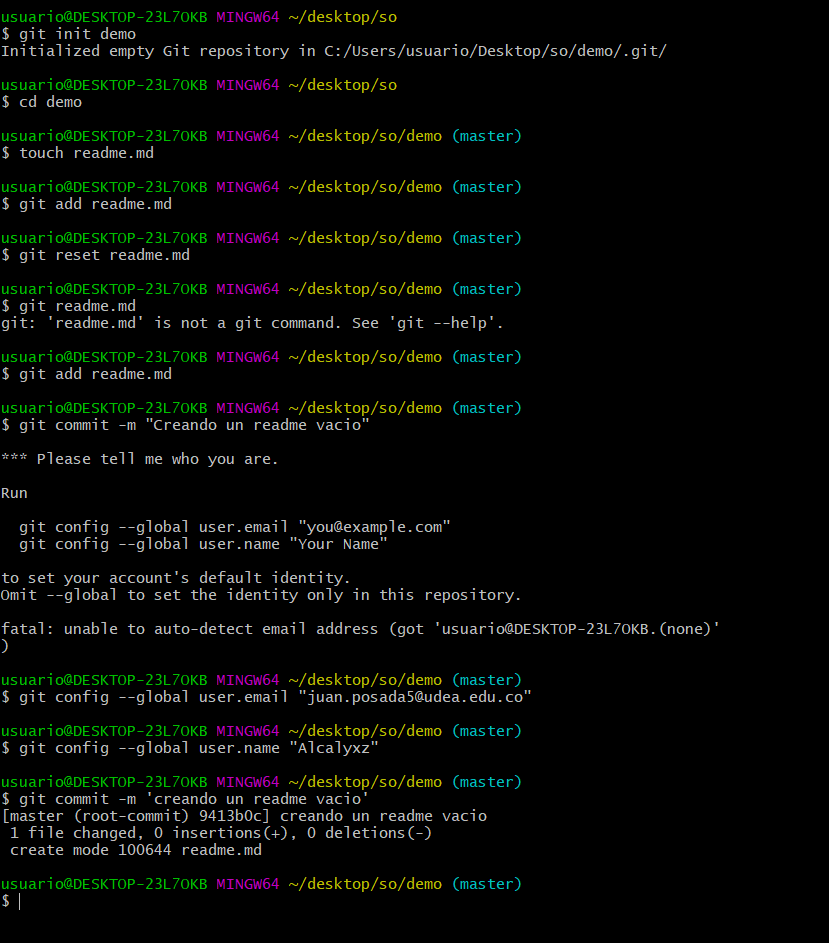 usuario@DESKTOP-23L7OKB MINGW64 ~/desktop/so
$ git init demo
Initialized empty Git repository in C:/Users/usuario/Desktop/so/demo/.git/
usuario@DESKTOP-23L7OKB MINGW64 ~/desktop/so
$ cd demo
usuario@DESKTOP-23L7OKB MINGW64 ~/desktop/so/demo (master)
$ touch readme.md
usuario@DESKTOP-23L7OKB MINGW64 ~/desktop/so/demo (master)
$ git add readme.md
usuario@DESKTOP-23L7OKB MINGW64 ~/desktop/so/demo (master)
$ git reset readme.md
usuario@DESKTOP-23L7OKB MINGW64 ~/desktop/so/demo (master)
$ git readme.md
git: 'readme.md' is not a git command. See 'git --help'.
usuario@DESKTOP-23L7OKB MINGW64 ~/desktop/so/demo (master)
$ git add readme.md
usuario@DESKTOP-23L7OKB MINGW64 ~/desktop/so/demo (master)
$ git commit -m "Creando un readme vacio"
*** Please tell me who you are.
Run
git config --global user.email "you@example.com"
git config --global user.name "Your Name"
to set your account's default identity.
Omit --global to set the identity only in this repository.
fatal: unable to auto-detect email address (got 'usuario@DESKTOP-23L7OKB.(none)'
)
usuario@DESKTOP-23L7OKB MINGW64 ~/desktop/so/demo (master)
$ git config --global user.email "juan.posada5@udea.edu.co"
usuario@DESKTOP-23L7OKB MINGW64 ~/desktop/so/demo (master)
$ git config --global user.name "Alcalyxz"
usuario@DESKTOP-23L7OKB MINGW64 ~/desktop/so/demo (master)
$ git commit -m 'creando un readme vacio'
[master (root-commit) 9413b0c] creando un readme vacio
1 file changed, 0 insertions(+), 0 deletions(-)
create mode 100644 readme.md
usuario@DESKTOP-23L7OKB MINGW64 ~/desktop/so/demo (master)
$